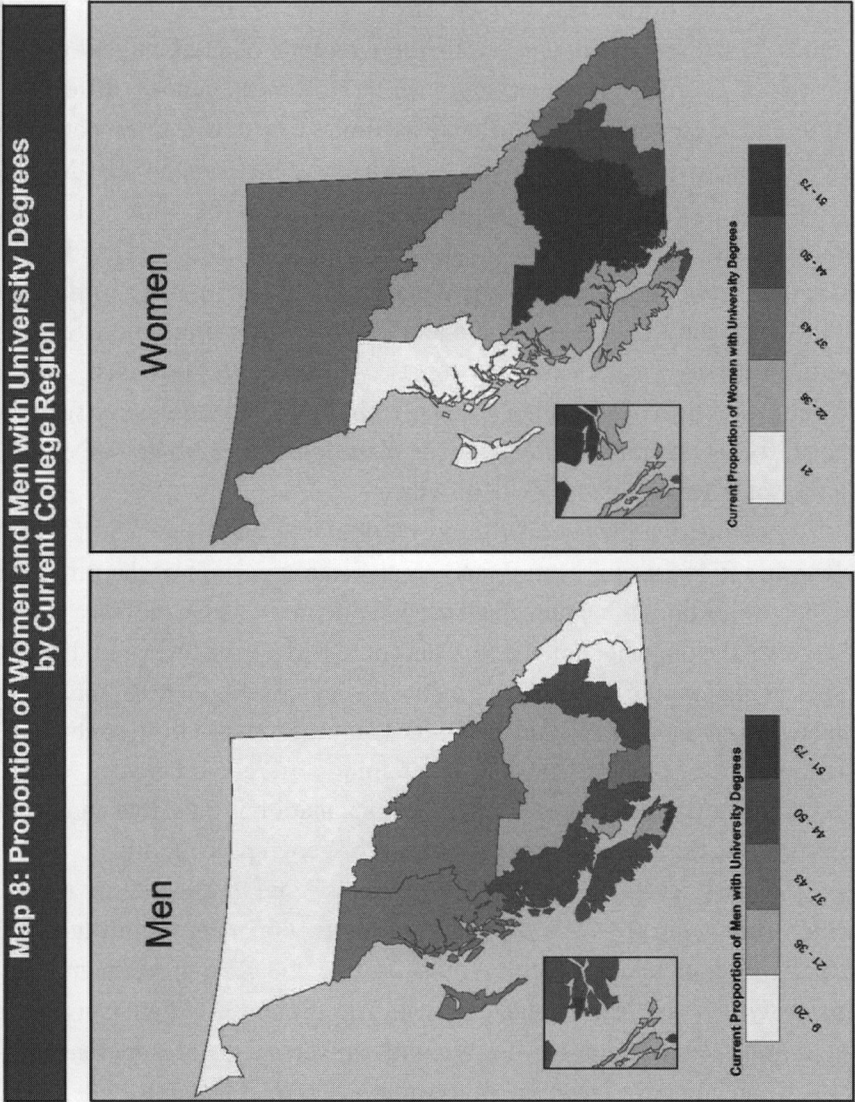 Map 8: Proportion of Women and Men with University Degrees
by Current College Region
Men
Current Proportion of Men with University Degrees
9 - 20
21 - 36
37 - 43
44 - 50
51 - 73
Women
Current Proportion of Women with University Degrees
21
22 - 36
37 - 43
44 - 50
51 - 73